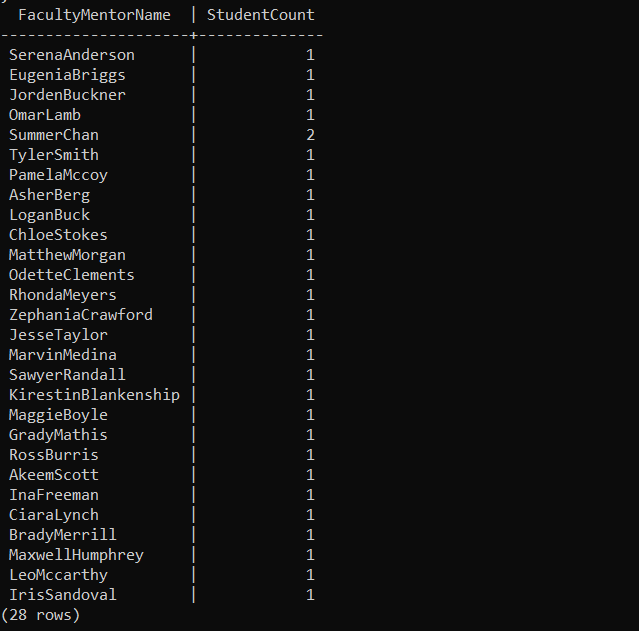 FacultyMentorName | StudentCount
---------------------+--------------
SerenaAnderson | 1
EugeniaBriggs | 1
JordenBuckner | 1
OmarLamb | 1
SummerChan | 2
TylerSmith | 1
PamelaMccoy | 1
AsherBerg | 1
LoganBuck | 1
ChloeStokes | 1
MatthewMorgan | 1
OdetteClements | 1
RhondaMeyers | 1
ZephaniaCrawford | 1
JesseTaylor | 1
MarvinMedina | 1
SawyerRandall | 1
KirestinBlankenship | 1
MaggieBoyle | 1
GradyMathis | 1
RossBurris | 1
AkeemScott | 1
InaFreeman | 1
CiaraLynch | 1
BradyMerrill | 1
MaxwellHumphrey | 1
LeoMccarthy | 1
IrisSandoval | 1
(28 rows)